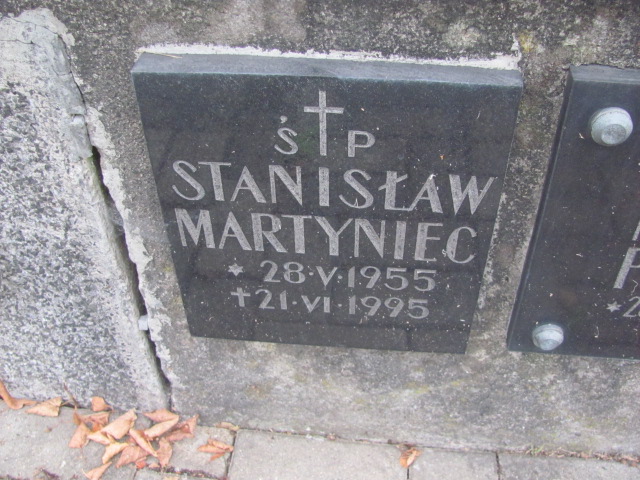 Ś P
STANISŁAW
MARTYNIEC
* 28·V·1955
✝ 21·VI·1995